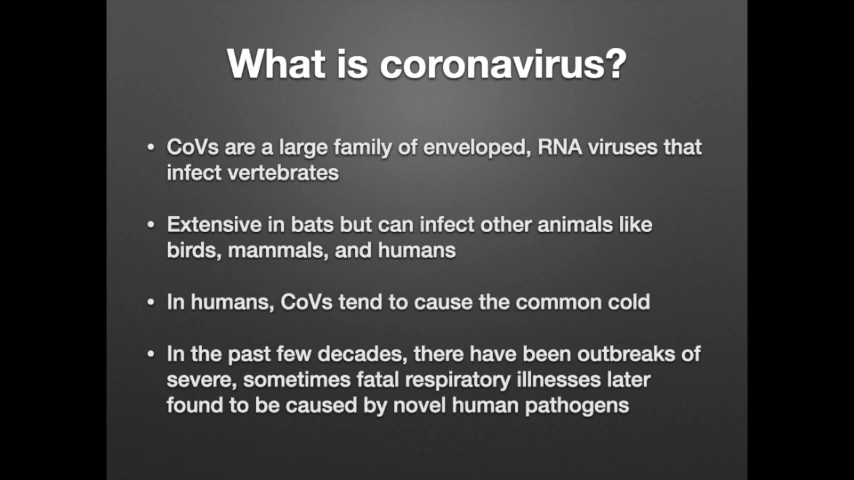 What is coronavirus?
• CoVs are a large family of enveloped, RNA viruses that
infect vertebrates
• Extensive in bats but can infect other animals like
birds, mammals, and humans
• In humans, CoVs tend to cause the common cold
• In the past few decades, there have been outbreaks of
severe, sometimes fatal respiratory illnesses later
found to be caused by novel human pathogens